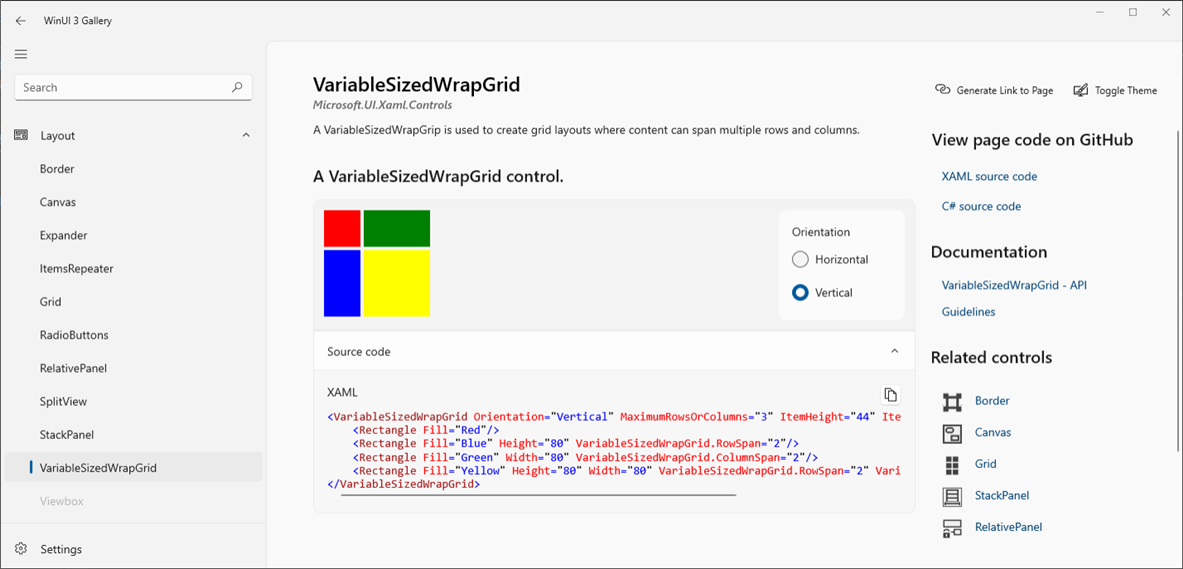 WinUI 3 Gallery
Search
Layout
Border
Canvas
Expander
ItemsRepeater
Grid
RadioButtons
RelativePanel
SplitView
StackPanel
VariableSizedWrapGrid
Viewbox
Settings
VariableSizedWrapGrid
Microsoft.UI.Xaml.Controls
A VariableSizedWrapGrip is used to create grid layouts where content can span multiple rows and columns.
Generate Link to Page
Toggle Theme
A VariableSizedWrapGrid control.
Orientation
Horizontal
Vertical
Source code
XAML
<VariableSizedWrapGrid Orientation="Vertical" MaximumRowsOrColumns="3" ItemHeight="44" Ite
<Rectangle Fill="Red"/>
<Rectangle Fill="Blue" Height="80" VariableSizedWrapGrid.RowSpan="2"/>
<Rectangle Fill="Green" Width="80" VariableSizedWrapGrid.ColumnSpan="2"/>
<Rectangle Fill="Yellow" Height="80" Width="80" VariableSizedWrapGrid.RowSpan="2" Vari
</VariableSizedWrapGrid>
View page code on GitHub
XAML source code
C# source code
Documentation
VariableSizedWrapGrid - API
Guidelines
Related controls
Border
Canvas
Grid
StackPanel
RelativePanel